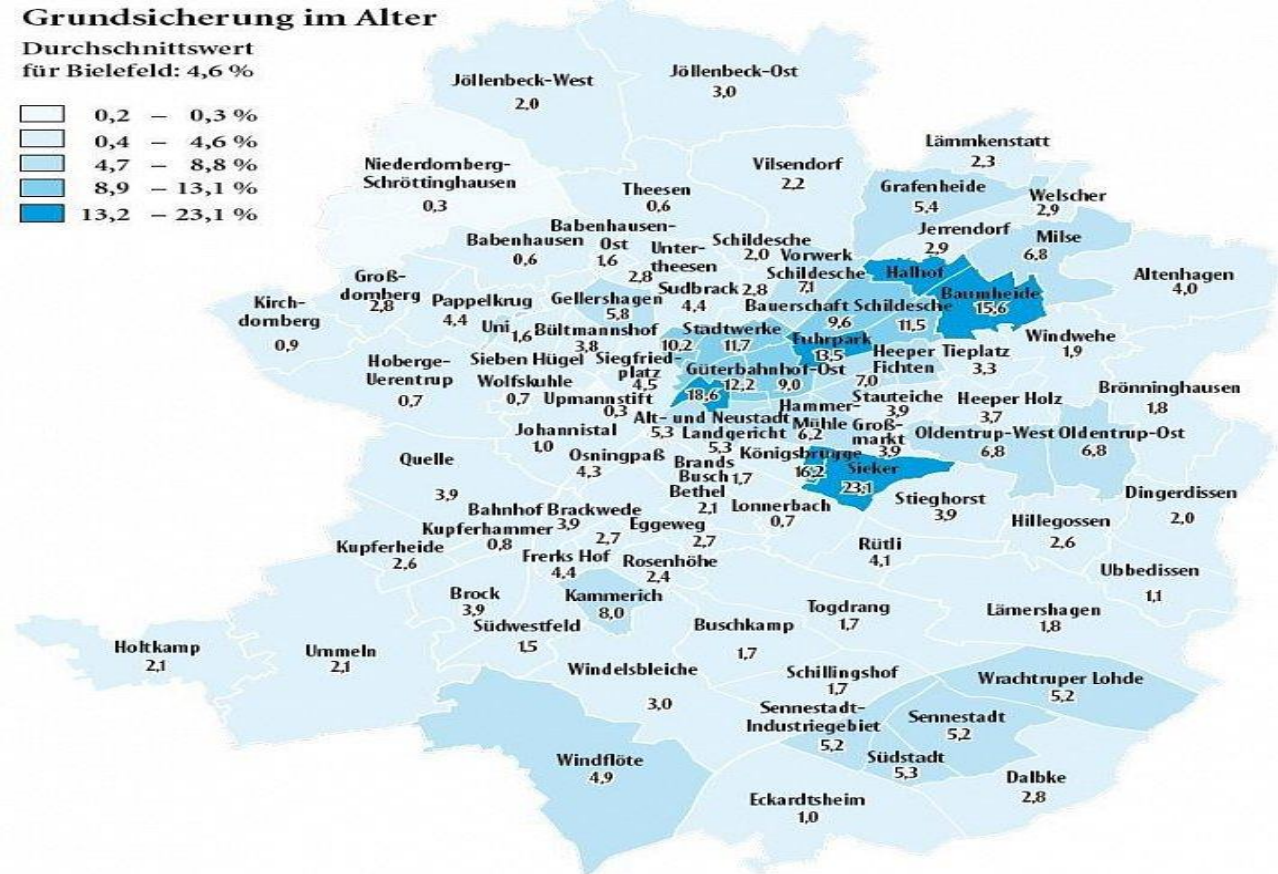 Grundsicherung im Alter
Durchschnittswert
für Bielefeld: 4,6 %
0,2 – 0,3 %
0,4 – 4,6 %
4,7 – 8,8 %
8,9 – 13,1 %
13,2 – 23,1 %
Jöllenbeck-West
2,0
Jöllenbeck-Ost
3,0
Niederdornberg-
Schröttinghausen
0,3
Theesen
0,6
Vilsendorf
2,2
Lämmkenstatt
2,3
Grafenheide
5,4
Welscher
2,9
Jerrendorf
2,9
Milse
6,8
Altenhagen
4,0
Babenhausen
0,6
Babenhausen-
Ost
1,6
Unter-
theesen
2,8
Schildesche
2,0
Vorwerk
Schildesche
7,1
Halhof
Baumheide
15,6
Groß-
dornberg
2,8
Kirch-
dornberg
0,9
Pappelkrug
4,4
Gellershagen
5,8
Sudbrack
4,4
2,8
Bauerschaft Schildesche
9,6
11,5
Uni
1,6
Bültmannshof
3,8
Stadtwerke
10,2
11,7
Fuhrpark
13,5
Windwehe
1,9
Hoberge-
Uerentrup
0,7
Sieben Hügel
Wolfskuhle
0,7
Siegfried-
platz
4,5
Güterbahnhof-Ost
12,2
9,0
Heeper
Fichten
7,0
Tieplatz
3,3
Upmannstift
0,3
18,6
Stauteiche
3,9
Heeper Holz
3,7
Brönninghausen
1,8
Johannistal
1,0
Alt- und Neustadt
5,3
Landgericht
5,3
Hammer-
Mühle
6,2
Groß-
markt
3,9
Oldentrup-West
6,8
Oldentrup-Ost
6,8
Quelle
3,9
Osningpaß
4,3
Brands
Busch
1,7
Königsbrügge
16,2
Sieker
23,1
Bethel
2,1
Lonnerbach
0,7
Stieghorst
3,9
Dingerdissen
2,0
Bahnhof Brackwede
3,9
2,7
Kupferhammer
0,8
Eggeweg
2,7
Hillegossen
2,6
Kupferheide
2,6
Frerks Hof
4,4
Rosenhöhe
2,4
Rütli
4,1
Ubbedissen
1,1
Brock
3,9
Kammerich
8,0
Togdrang
1,7
Lämershagen
1,8
Südwestfeld
1,5
Buschkamp
1,7
Holtkamp
2,1
Ummeln
2,1
Windelsbleiche
3,0
Schillingshof
1,7
Wrachtruper Lohde
5,2
Sennestadt-
Industriegebiet
5,2
Sennestadt
5,2
Windflöte
4,9
Südstadt
5,3
Dalbke
2,8
Eckardtsheim
1,0